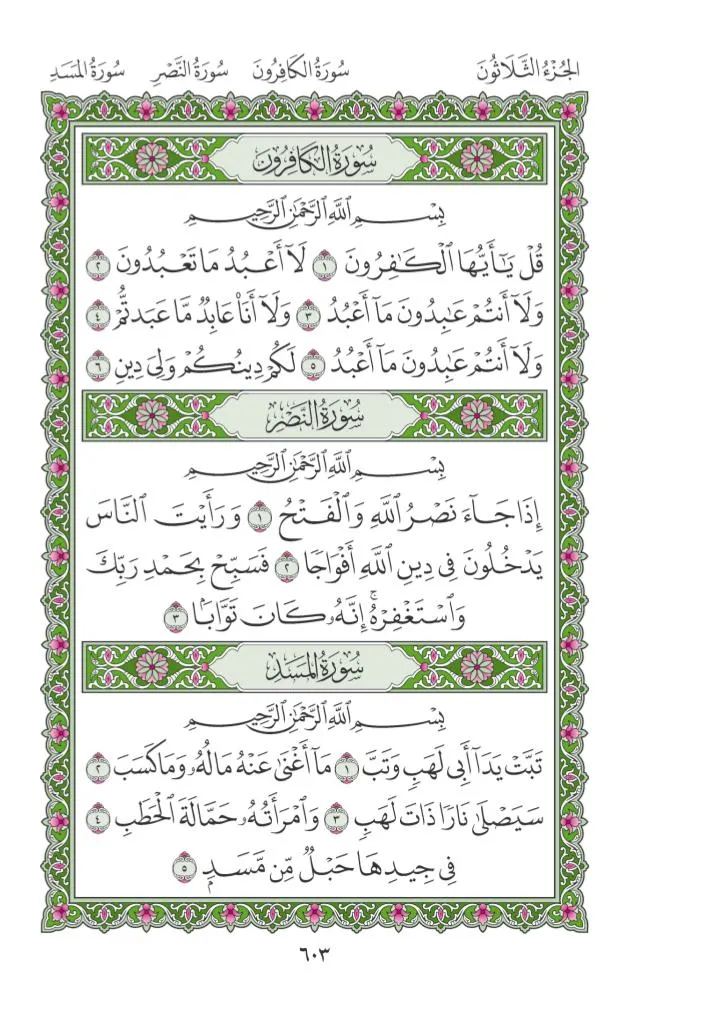 الجُزْءُ الثَّلَاثُونَ سُورَةُ الكَافِرُونَ سُورَةُ النَّصْرِ سُورَةُ المَسَدِ
سُورَةُ الكَافِرُونَ
بِسْمِ اللَّهِ الرَّحْمَٰنِ الرَّحِيمِ
قُلْ يَٰٓأَيُّهَا ٱلْكَٰفِرُونَ ١ لَآ أَعْبُدُ مَا تَعْبُدُونَ ٢
وَلَآ أَنتُمْ عَٰبِدُونَ مَآ أَعْبُدُ ٣ وَلَآ أَنَا۠ عَابِدٌ مَّا عَبَدتُّمْ ٤
وَلَآ أَنتُمْ عَٰبِدُونَ مَآ أَعْبُدُ ٥ لَكُمْ دِينُكُمْ وَلِيَ دِينِ ٦
سُورَةُ النَّصْرِ
بِسْمِ اللَّهِ الرَّحْمَٰنِ الرَّحِيمِ
إِذَا جَآءَ نَصْرُ ٱللَّهِ وَٱلْفَتْحُ ١ وَرَأَيْتَ ٱلنَّاسَ
يَدْخُلُونَ فِي دِينِ ٱللَّهِ أَفْوَاجًا ٢ فَسَبِّحْ بِحَمْدِ رَبِّكَ
وَٱسْتَغْفِرْهُ ۚ إِنَّهُۥ كَانَ تَوَّابَۢا ٣
سُورَةُ المَسَدِ
بِسْمِ اللَّهِ الرَّحْمَٰنِ الرَّحِيمِ
تَبَّتْ يَدَآ أَبِي لَهَبٍ وَتَبَّ ١ مَآ أَغْنَىٰ عَنْهُ مَالُهُۥ وَمَا كَسَبَ ٢
سَيَصْلَىٰ نَارًا ذَاتَ لَهَبٍ ٣ وَٱمْرَأَتُهُۥ حَمَّالَةَ ٱلْحَطَبِ ٤
فِي جِيدِهَا حَبْلٌ مِّن مَّسَدٍۭ ٥
٦٠٣